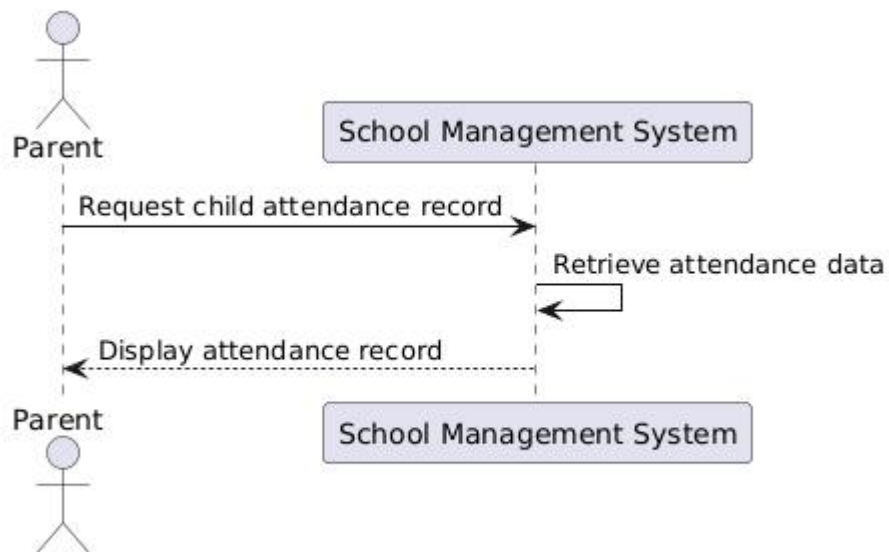 Parent
School Management System
Request child attendance record
Retrieve attendance data
Display attendance record
Parent
School Management System